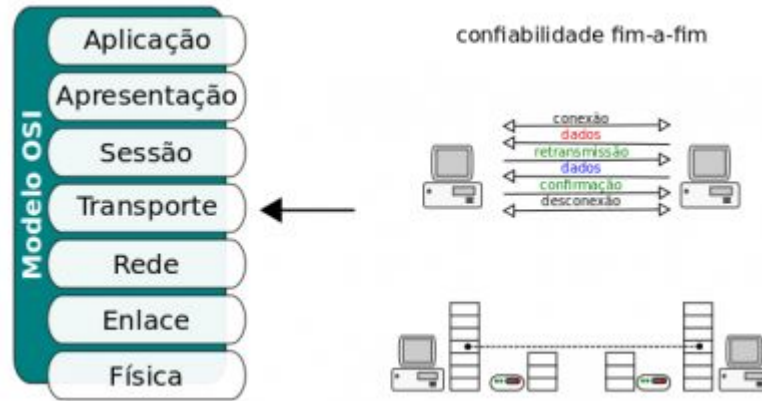 Modelo OSI
Aplicação
Apresentação
Sessão
Transporte
Rede
Enlace
Física
confiabilidade fim-a-fim
conexão
dados
retransmissão
dados
confirmação
desconexão